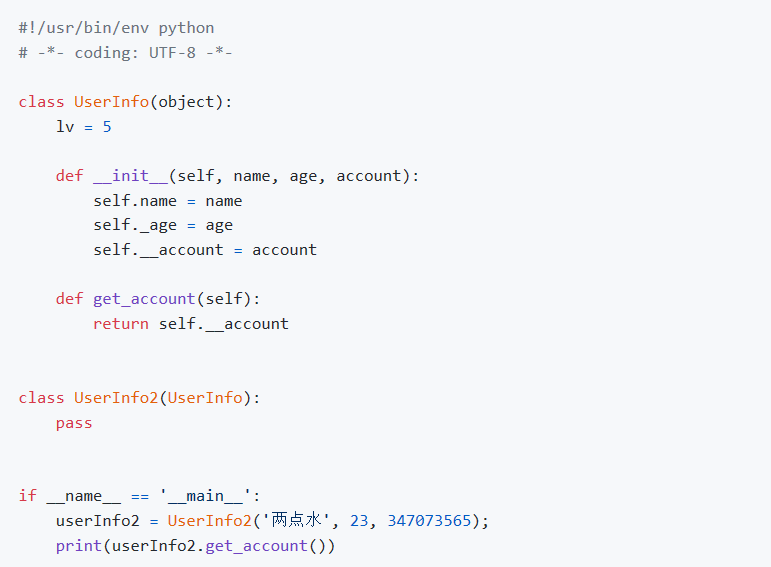 #!/usr/bin/env python
# -*- coding: UTF-8 -*-
class UserInfo(object):
    lv = 5
    def __init__(self, name, age, account):
        self.name = name
        self._age = age
        self.__account = account
    def get_account(self):
        return self.__account
class UserInfo2(UserInfo):
    pass
if __name__ == '__main__':
    userInfo2 = UserInfo2('两点水', 23, 347073565);
    print(userInfo2.get_account())